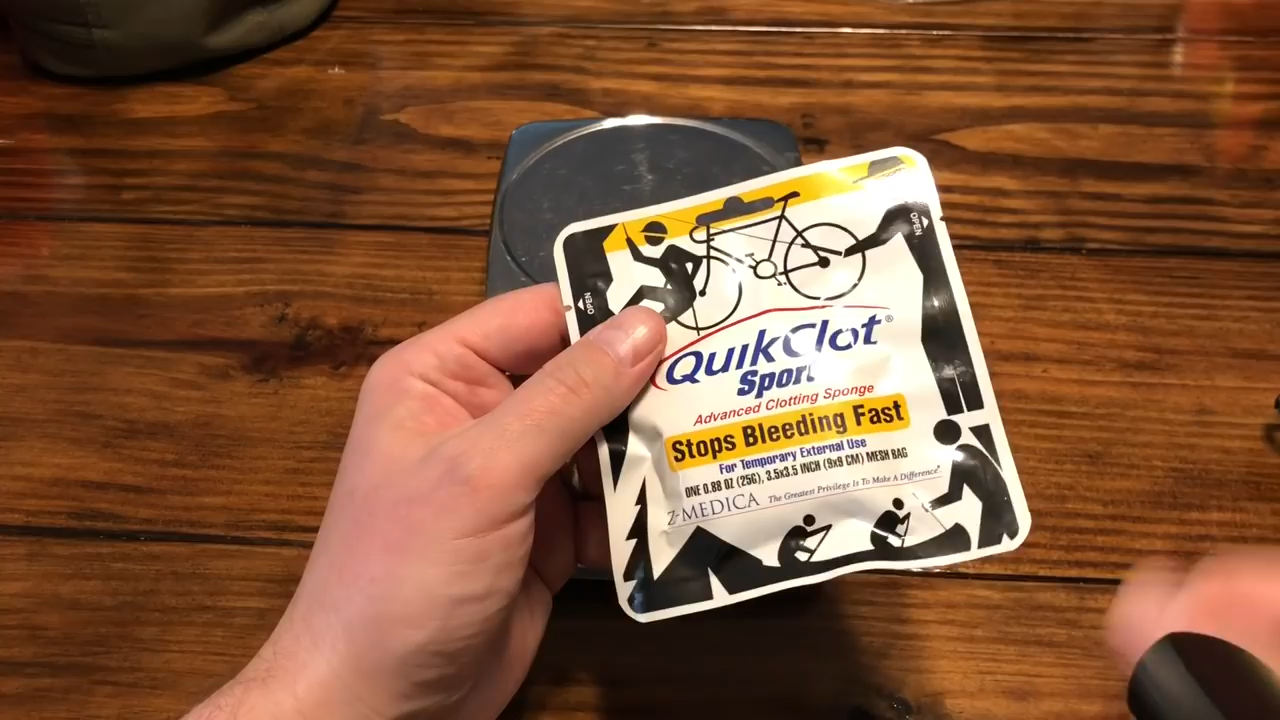 OPEN
OPEN
QuikClot®
Sport
Advanced Clotting Sponge
Stops Bleeding Fast
For Temporary External Use
ONE 0.88 OZ (25G), 3.5x3.5 INCH (9x9 CM) MESH BAG
Z-MEDICA The Greatest Privilege Is To Make A Difference.